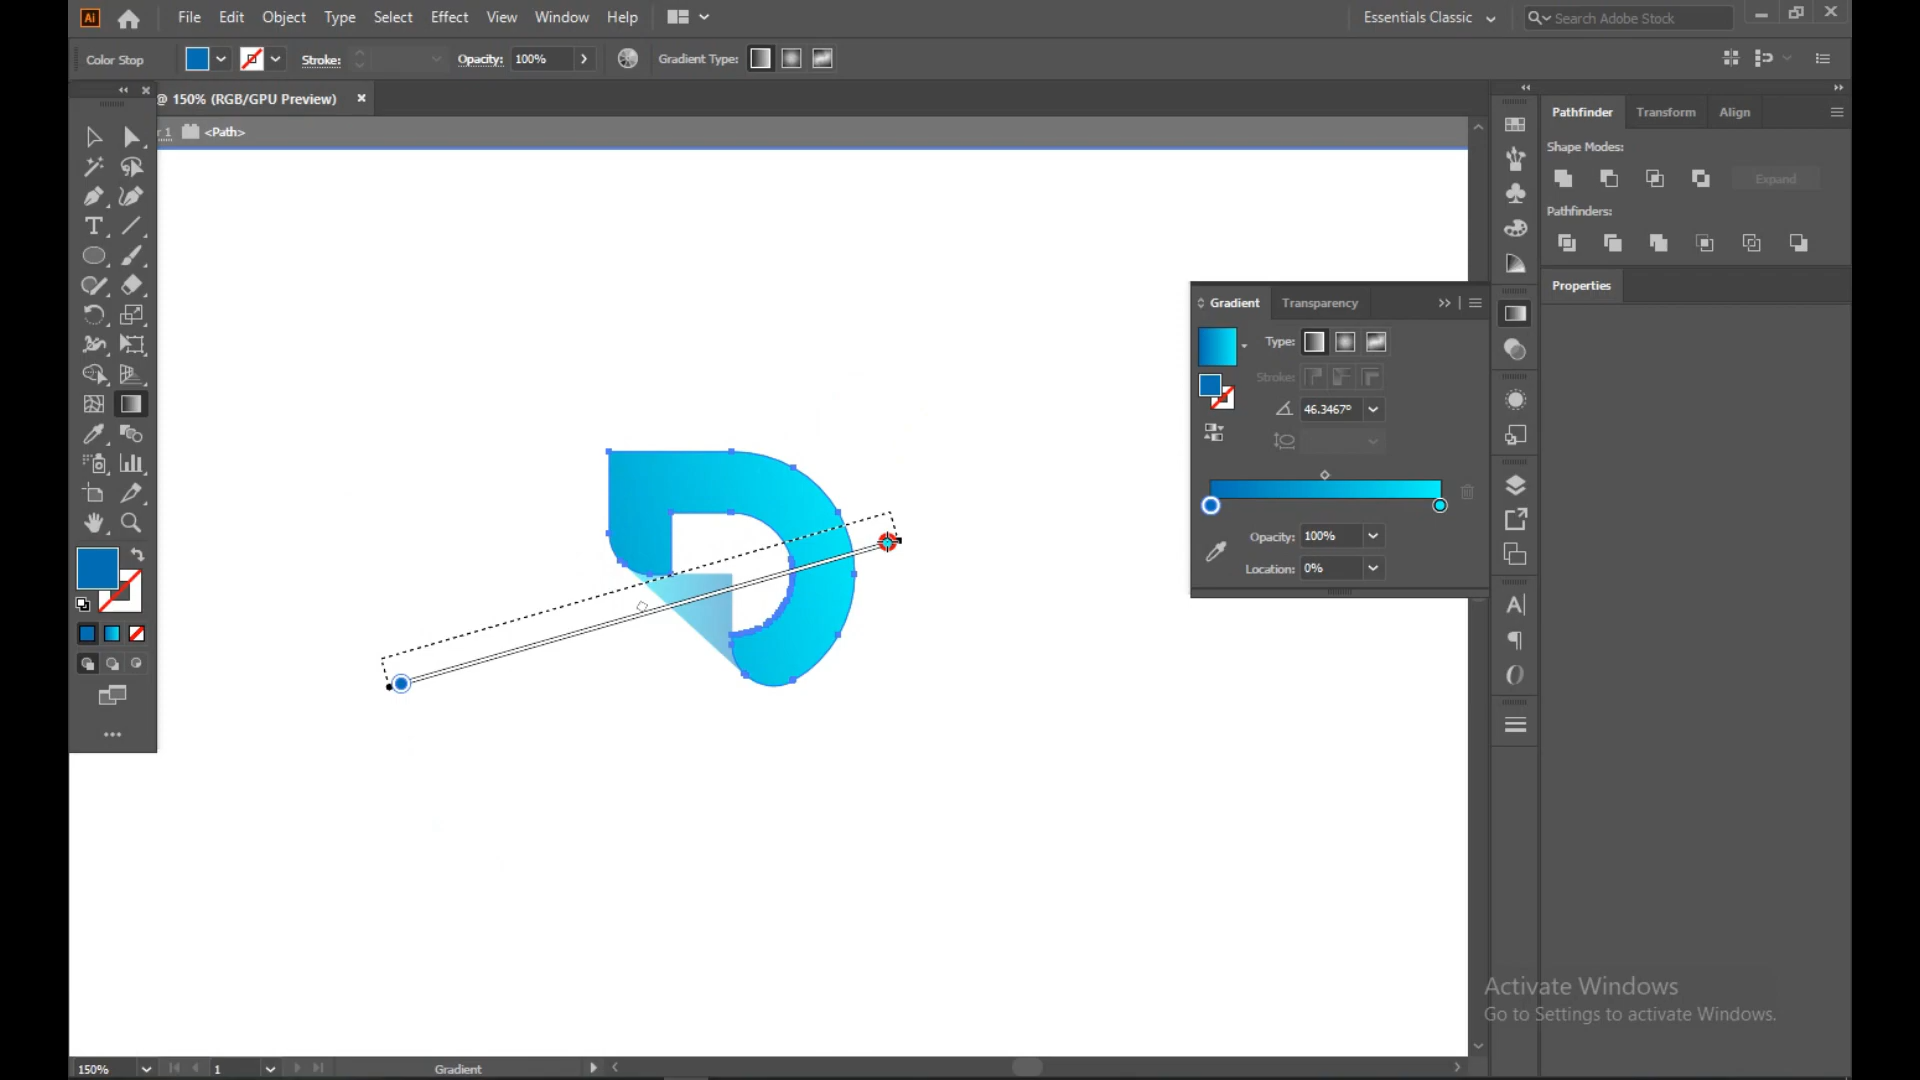 Ai File Edit Object Type Select Effect View Window Help Essentials Classic Search Adobe Stock
Color Stop Stroke: Opacity: 100% Gradient Type:
@ 150% (RGB/GPU Preview)
<Path>
Pathfinder Transform Align
Shape Modes:
Expand
Pathfinders:
Properties
Gradient Transparency
Type:
Stroke:
46.3467°
Opacity: 100%
Location: 0%
Activate Windows
Go to Settings to activate Windows.
150% 1 Gradient